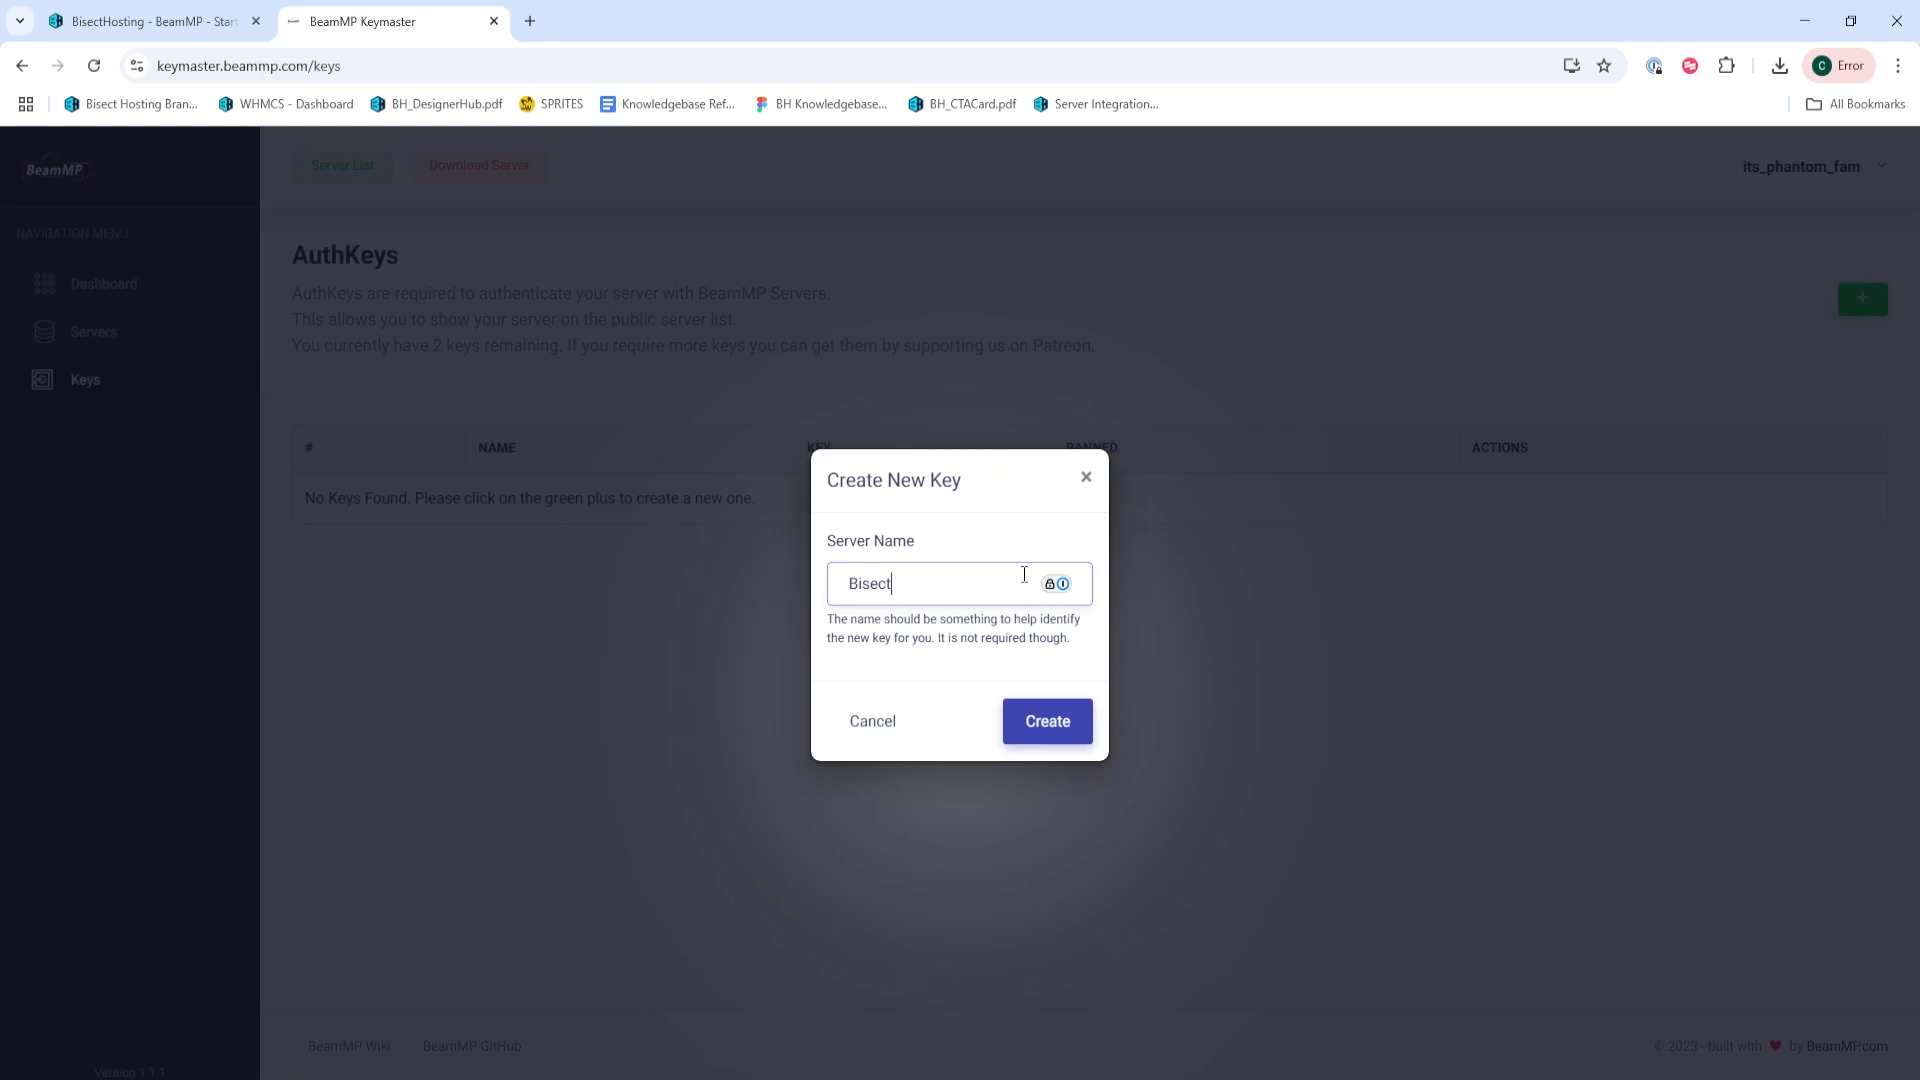 BisectHosting - BeamMP - Start
BeamMP Keymaster
keymaster.beammp.com/keys
C Error
Bisect Hosting Bran...
WHMCS - Dashboard
BH_DesignerHub.pdf
SPRITES
Knowledgebase Ref...
BH Knowledgebase...
BH_CTACard.pdf
Server Integration...
All Bookmarks
BeamMP
Server List
Download Server
its_phantom_fam
NAVIGATION MENU
Dashboard
Servers
Keys
AuthKeys
AuthKeys are required to authenticate your server with BeamMP Servers.
This allows you to show your server on the public server list.
You currently have 2 keys remaining. If you require more keys you can get them by supporting us on Patreon.
+
# NAME KEY BANNED ACTIONS
No Keys Found. Please click on the green plus to create a new one.
Create New Key
×
Server Name
Bisect
The name should be something to help identify
the new key for you. It is not required though.
Cancel
Create
BeamMP Wiki
BeamMP GitHub
© 2023 - built with ♥ by BeamMP.com
Version 1.1.1